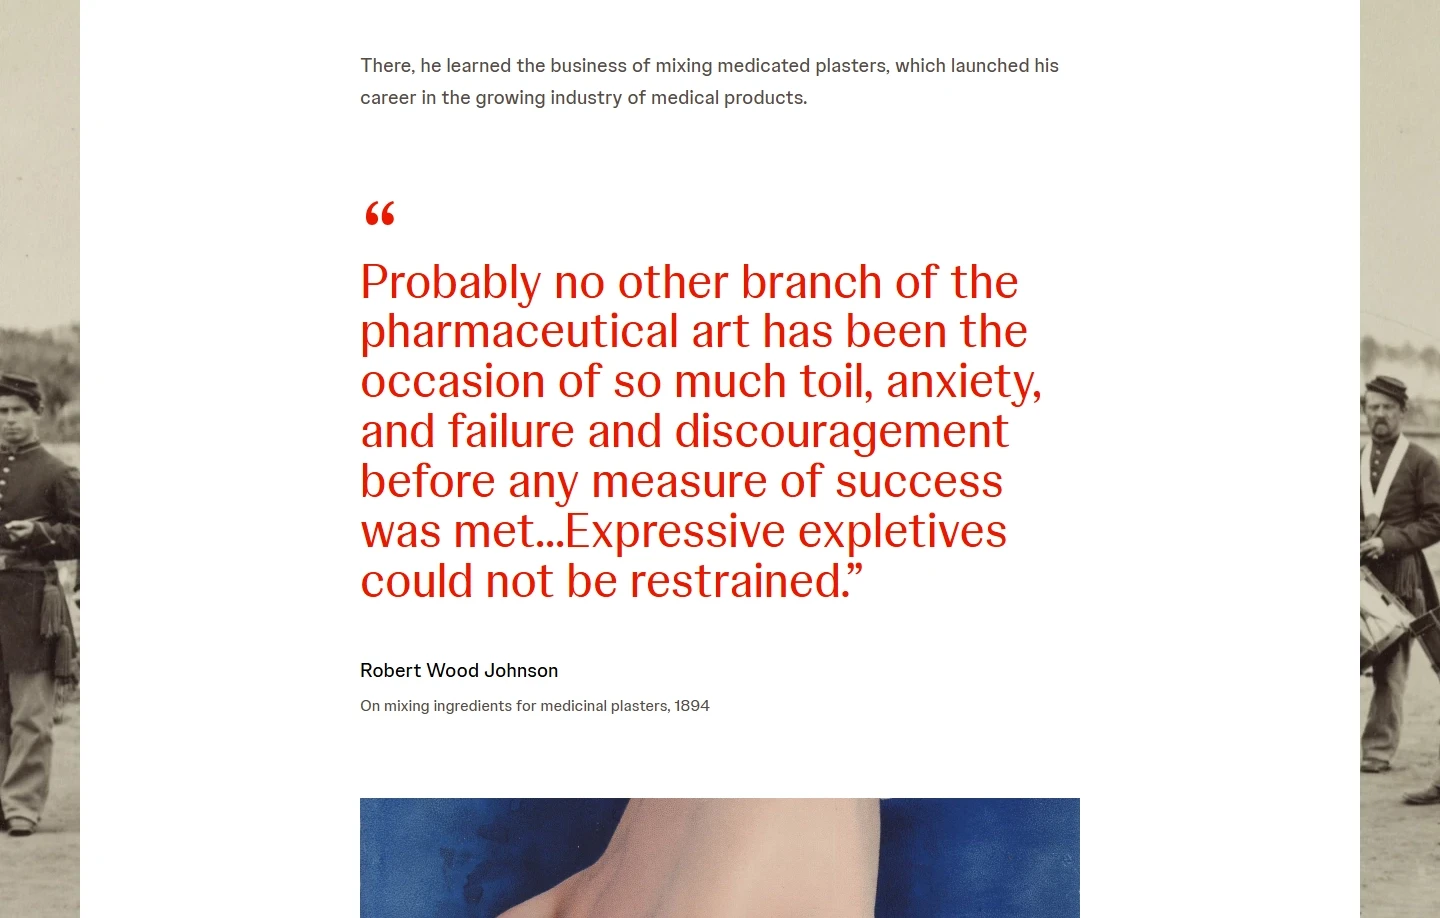 There, he learned the business of mixing medicated plasters, which launched his
career in the growing industry of medical products.
“
Probably no other branch of the
pharmaceutical art has been the
occasion of so much toil, anxiety,
and failure and discouragement
before any measure of success
was met...Expressive expletives
could not be restrained.”
Robert Wood Johnson
On mixing ingredients for medicinal plasters, 1894